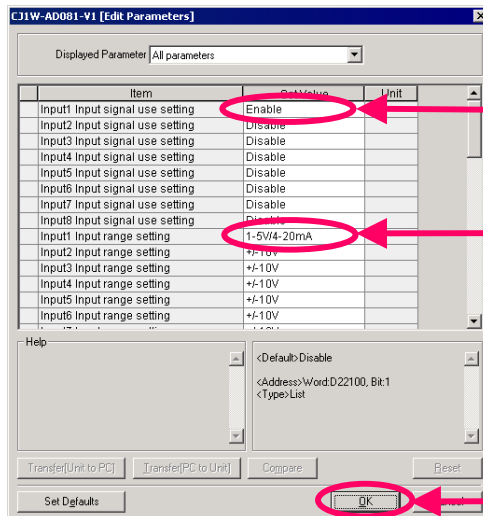 CJ1W-AD081-V1 [Edit Parameters]
Displayed Parameter All parameters
Item Set Value Unit
Input1 Input signal use setting Enable
Input2 Input signal use setting Disable
Input3 Input signal use setting Disable
Input4 Input signal use setting Disable
Input5 Input signal use setting Disable
Input6 Input signal use setting Disable
Input7 Input signal use setting Disable
Input8 Input signal use setting Disable
Input1 Input range setting 1-5V/4-20mA
Input2 Input range setting +/-10V
Input3 Input range setting +/-10V
Input4 Input range setting +/-10V
Input5 Input range setting +/-10V
Input6 Input range setting +/-10V
Help
<Default>Disable
<Address>Word:D22100, Bit:1
<Type>List
Transfer[Unit to PC] Transfer[PC to Unit] Compare Reset
Set Defaults OK